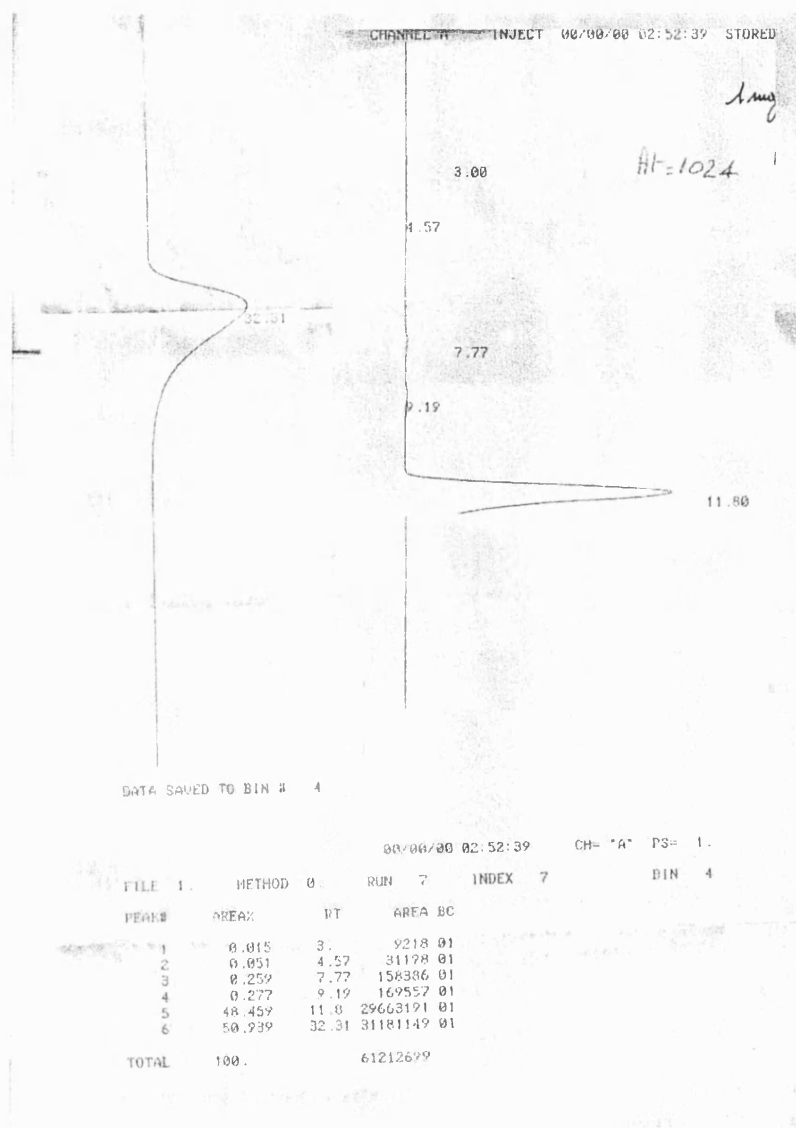 CHANNEL A INJECT 00/00/00 02:52:39 STORED
1 mg
At=1024
3.00
4.57
32.31
7.77
9.19
11.80
DATA SAVED TO BIN # 4
00/00/00 02:52:39 CH= "A" PS= 1.
FILE 1. METHOD 0. RUN 7 INDEX 7 BIN 4
PEAK# AREA% RT AREA BC
1 0.015 3. 9218 01
2 0.051 4.57 31198 01
3 0.259 7.77 158386 01
4 0.277 9.19 169557 01
5 48.459 11.8 29663191 01
6 50.939 32.31 31181149 01
TOTAL 100. 61212699